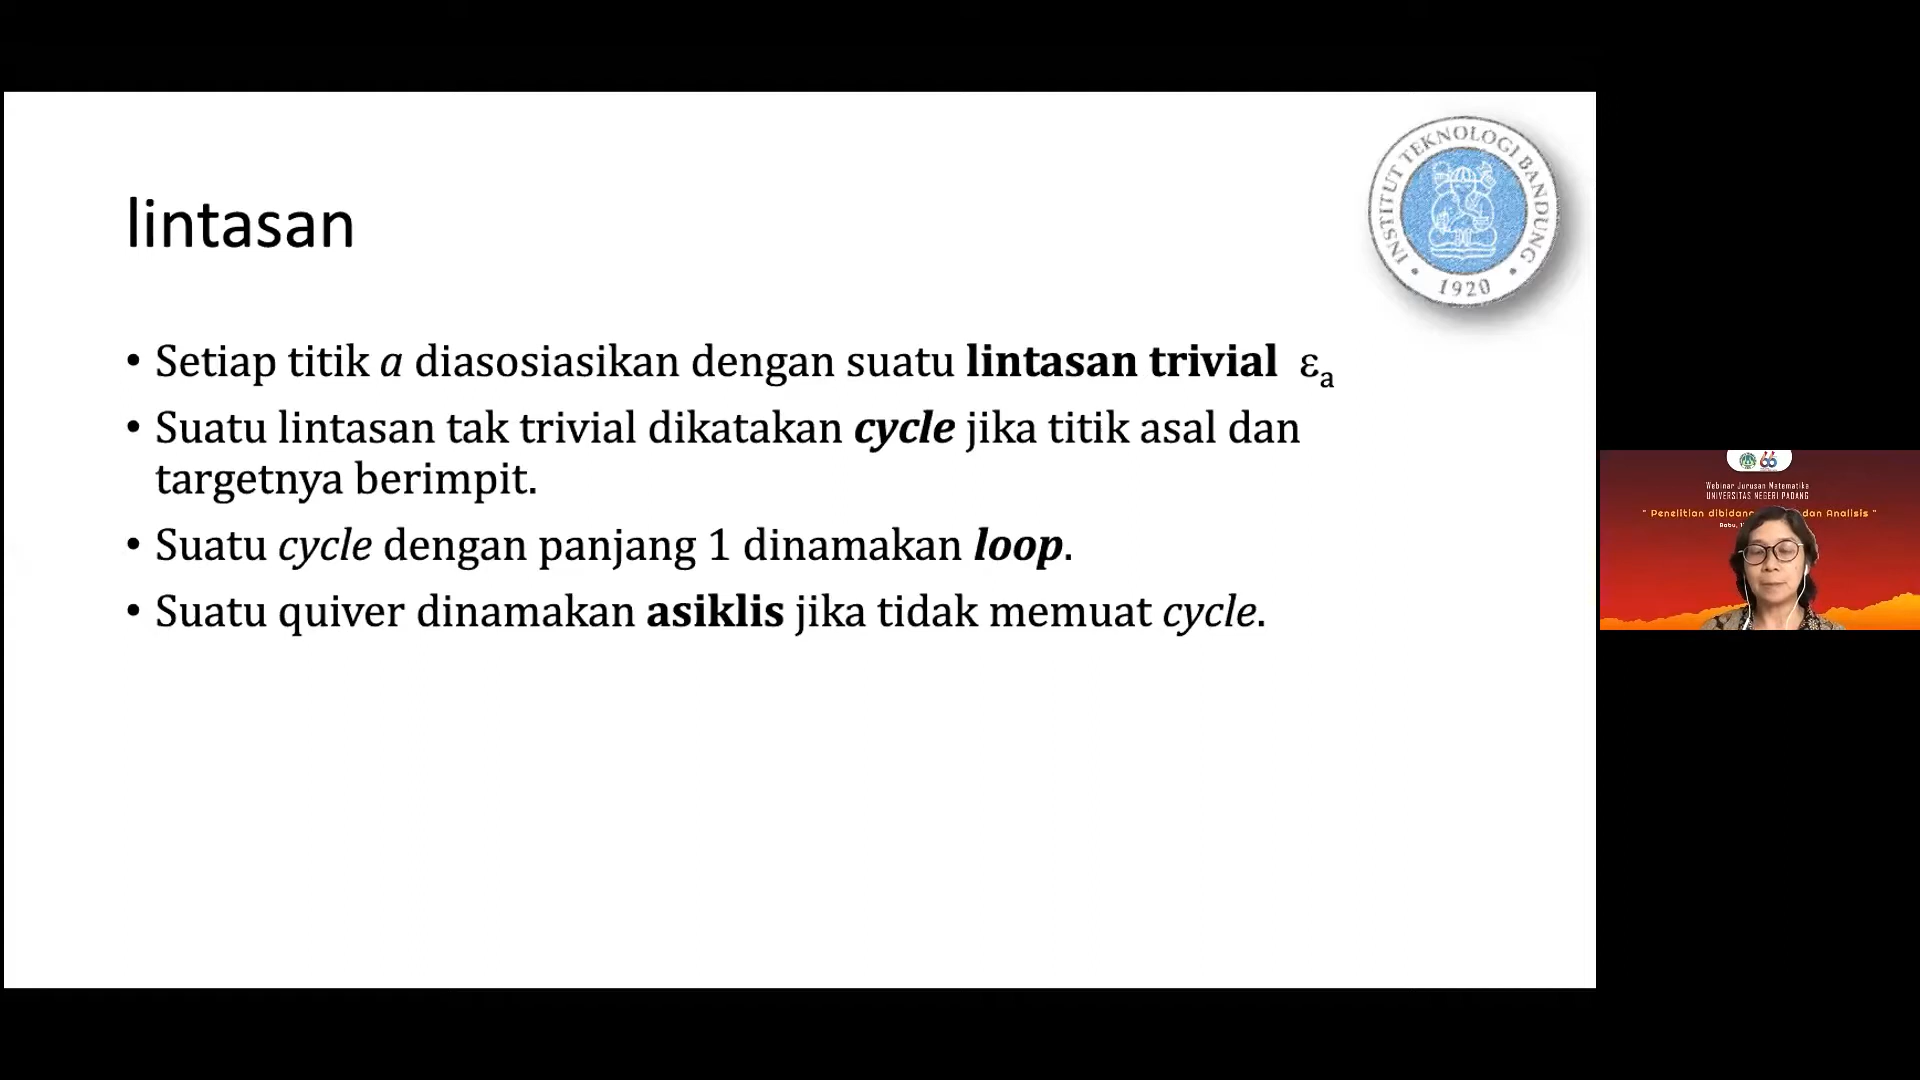 INSTITUT TEKNOLOGI BANDUNG
1920
lintasan
• Setiap titik a diasosiasikan dengan suatu lintasan trivial εa
• Suatu lintasan tak trivial dikatakan cycle jika titik asal dan
targetnya berimpit.
• Suatu cycle dengan panjang 1 dinamakan loop.
• Suatu quiver dinamakan asiklis jika tidak memuat cycle.
66
Webinar Jurusan Matematika
UNIVERSITAS NEGERI PADANG
" Penelitian dibidang dan Analisis "